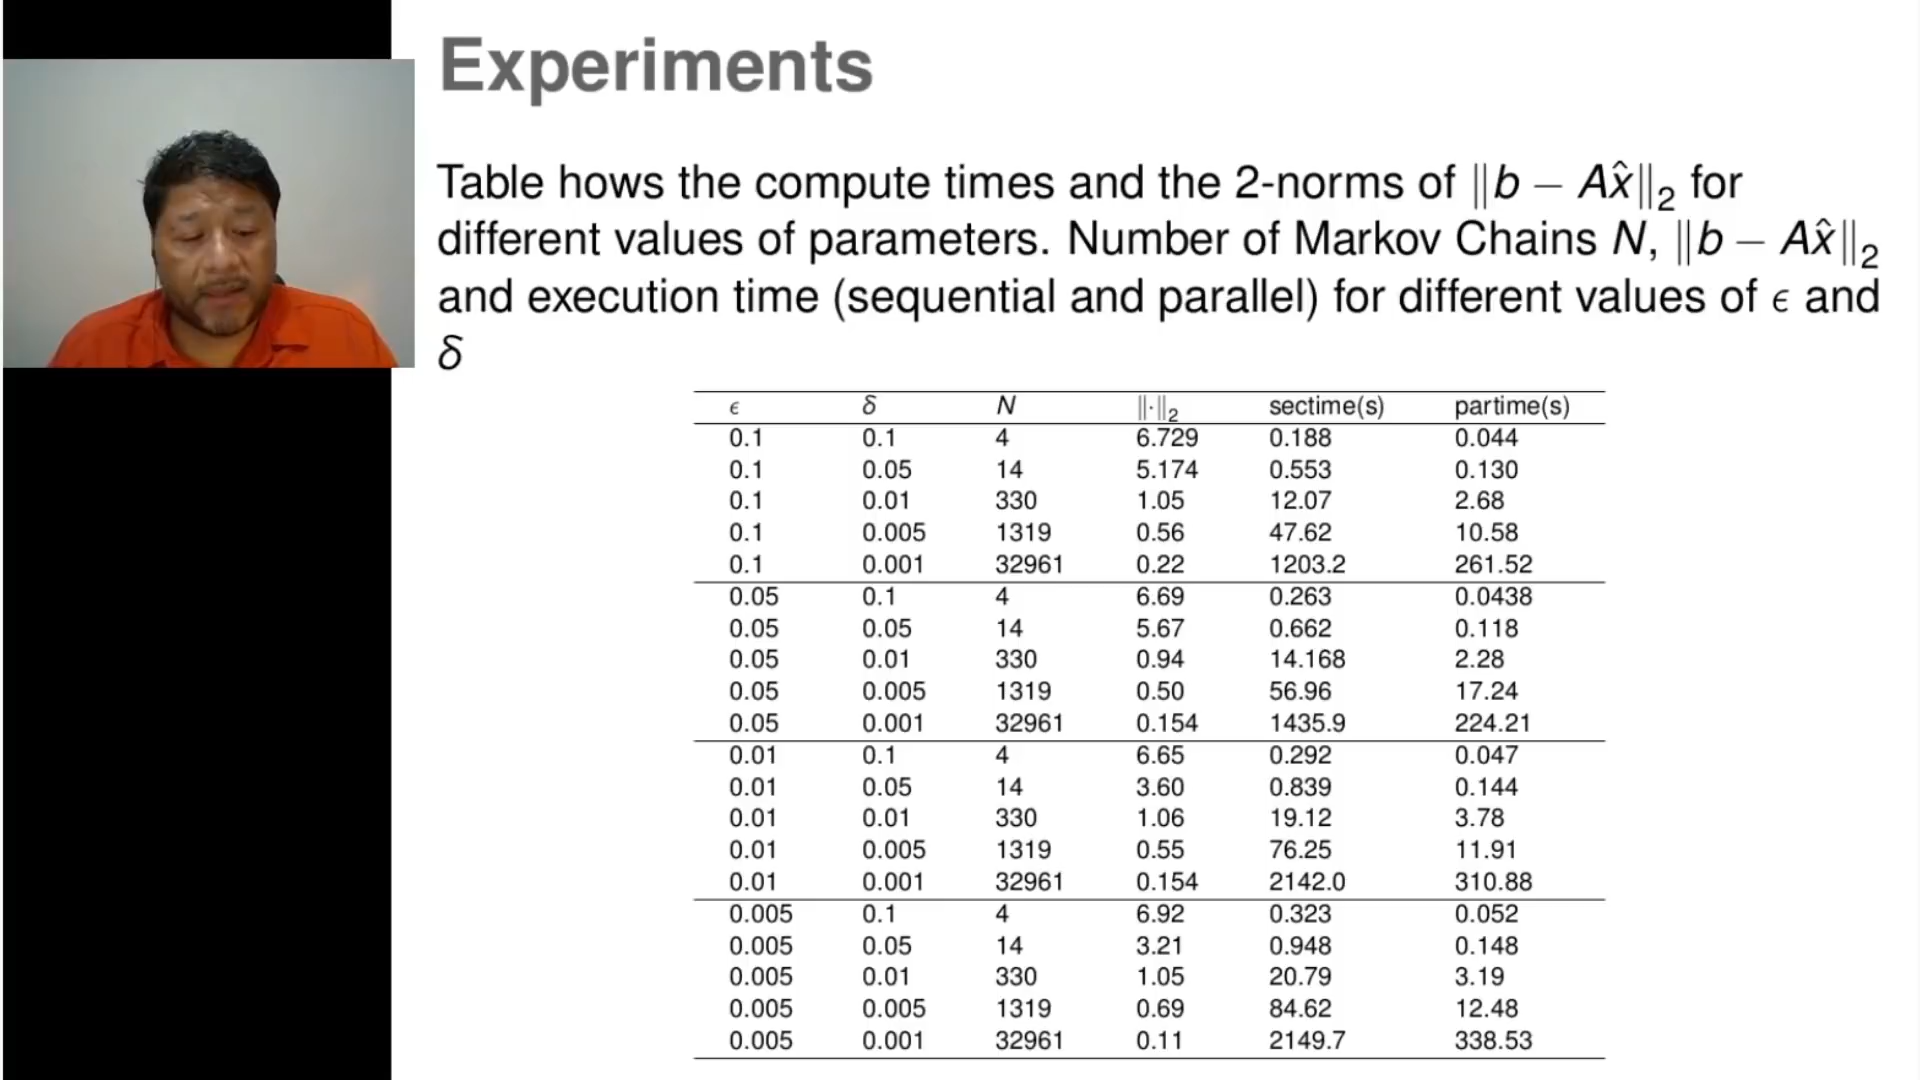 Experiments
Table hows the compute times and the 2-norms of ‖b − Ax̂‖₂ for
different values of parameters. Number of Markov Chains N, ‖b − Ax̂‖₂
and execution time (sequential and parallel) for different values of ϵ and
δ
ϵ δ N ‖·‖₂ sectime(s) partime(s)
0.1 0.1 4 6.729 0.188 0.044
0.1 0.05 14 5.174 0.553 0.130
0.1 0.01 330 1.05 12.07 2.68
0.1 0.005 1319 0.56 47.62 10.58
0.1 0.001 32961 0.22 1203.2 261.52
0.05 0.1 4 6.69 0.263 0.0438
0.05 0.05 14 5.67 0.662 0.118
0.05 0.01 330 0.94 14.168 2.28
0.05 0.005 1319 0.50 56.96 17.24
0.05 0.001 32961 0.154 1435.9 224.21
0.01 0.1 4 6.65 0.292 0.047
0.01 0.05 14 3.60 0.839 0.144
0.01 0.01 330 1.06 19.12 3.78
0.01 0.005 1319 0.55 76.25 11.91
0.01 0.001 32961 0.154 2142.0 310.88
0.005 0.1 4 6.92 0.323 0.052
0.005 0.05 14 3.21 0.948 0.148
0.005 0.01 330 1.05 20.79 3.19
0.005 0.005 1319 0.69 84.62 12.48
0.005 0.001 32961 0.11 2149.7 338.53